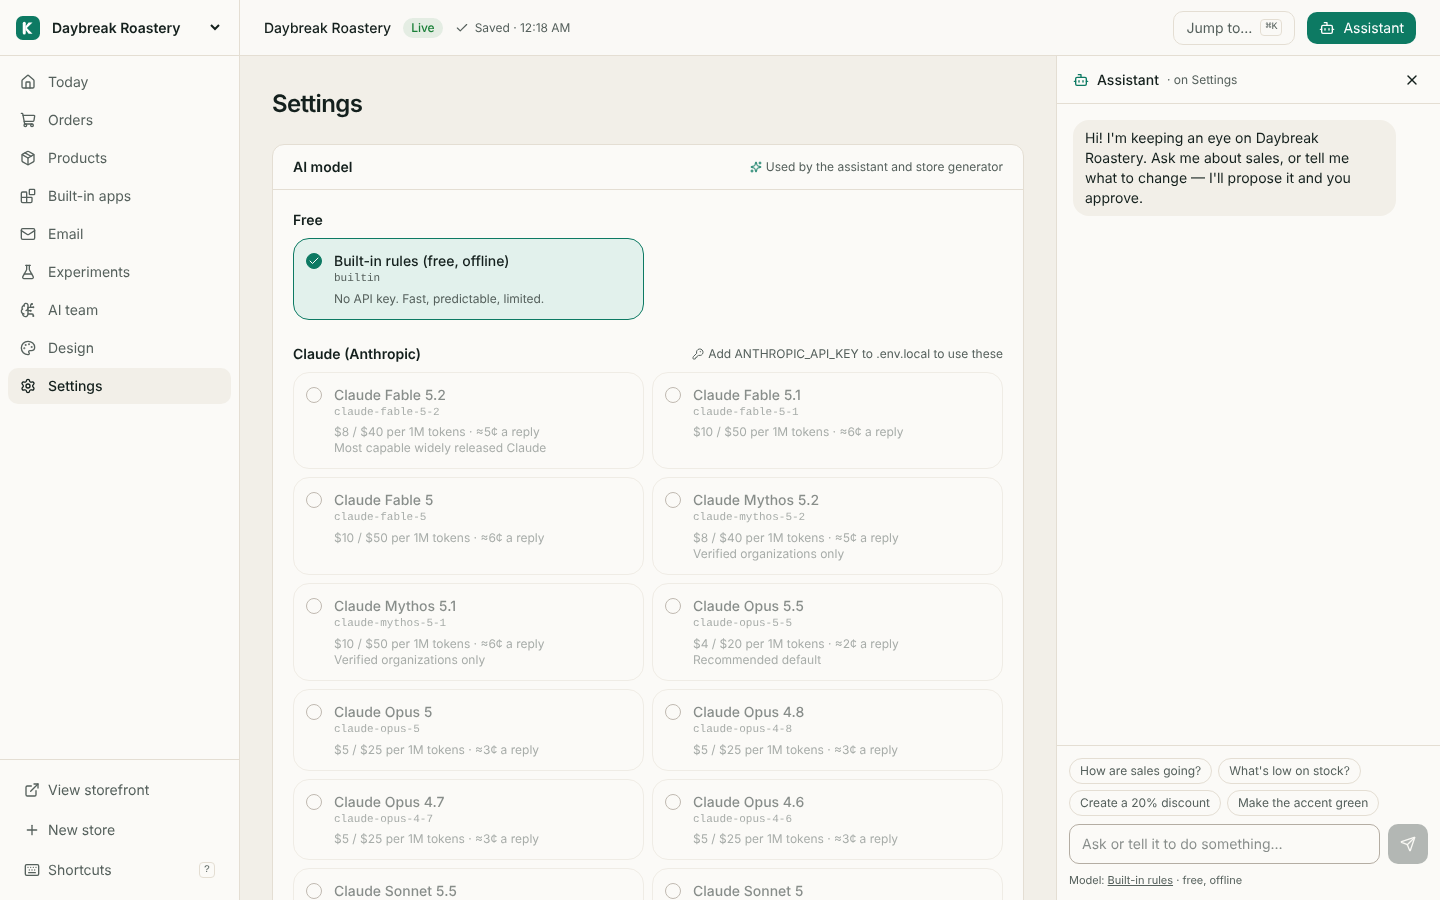 K Daybreak Roastery
Today
Orders
Products
Built-in apps
Email
Experiments
AI team
Design
Settings
View storefront
New store
Shortcuts ?
Daybreak Roastery Live Saved · 12:18 AM Jump to... ⌘K Assistant
Settings
AI model Used by the assistant and store generator
Free
Built-in rules (free, offline)
builtin
No API key. Fast, predictable, limited.
Claude (Anthropic) Add ANTHROPIC_API_KEY to .env.local to use these
Claude Fable 5.2
claude-fable-5-2
$8 / $40 per 1M tokens · ≈5¢ a reply
Most capable widely released Claude
Claude Fable 5.1
claude-fable-5-1
$10 / $50 per 1M tokens · ≈6¢ a reply
Claude Fable 5
claude-fable-5
$10 / $50 per 1M tokens · ≈6¢ a reply
Claude Mythos 5.2
claude-mythos-5-2
$8 / $40 per 1M tokens · ≈5¢ a reply
Verified organizations only
Claude Mythos 5.1
claude-mythos-5-1
$10 / $50 per 1M tokens · ≈6¢ a reply
Verified organizations only
Claude Opus 5.5
claude-opus-5-5
$4 / $20 per 1M tokens · ≈2¢ a reply
Recommended default
Claude Opus 5
claude-opus-5
$5 / $25 per 1M tokens · ≈3¢ a reply
Claude Opus 4.8
claude-opus-4-8
$5 / $25 per 1M tokens · ≈3¢ a reply
Claude Opus 4.7
claude-opus-4-7
$5 / $25 per 1M tokens · ≈3¢ a reply
Claude Opus 4.6
claude-opus-4-6
$5 / $25 per 1M tokens · ≈3¢ a reply
Claude Sonnet 5.5
Claude Sonnet 5
Assistant · on Settings
Hi! I'm keeping an eye on Daybreak
Roastery. Ask me about sales, or tell me
what to change — I'll propose it and you
approve.
How are sales going? What's low on stock?
Create a 20% discount Make the accent green
Ask or tell it to do something...
Model: Built-in rules · free, offline